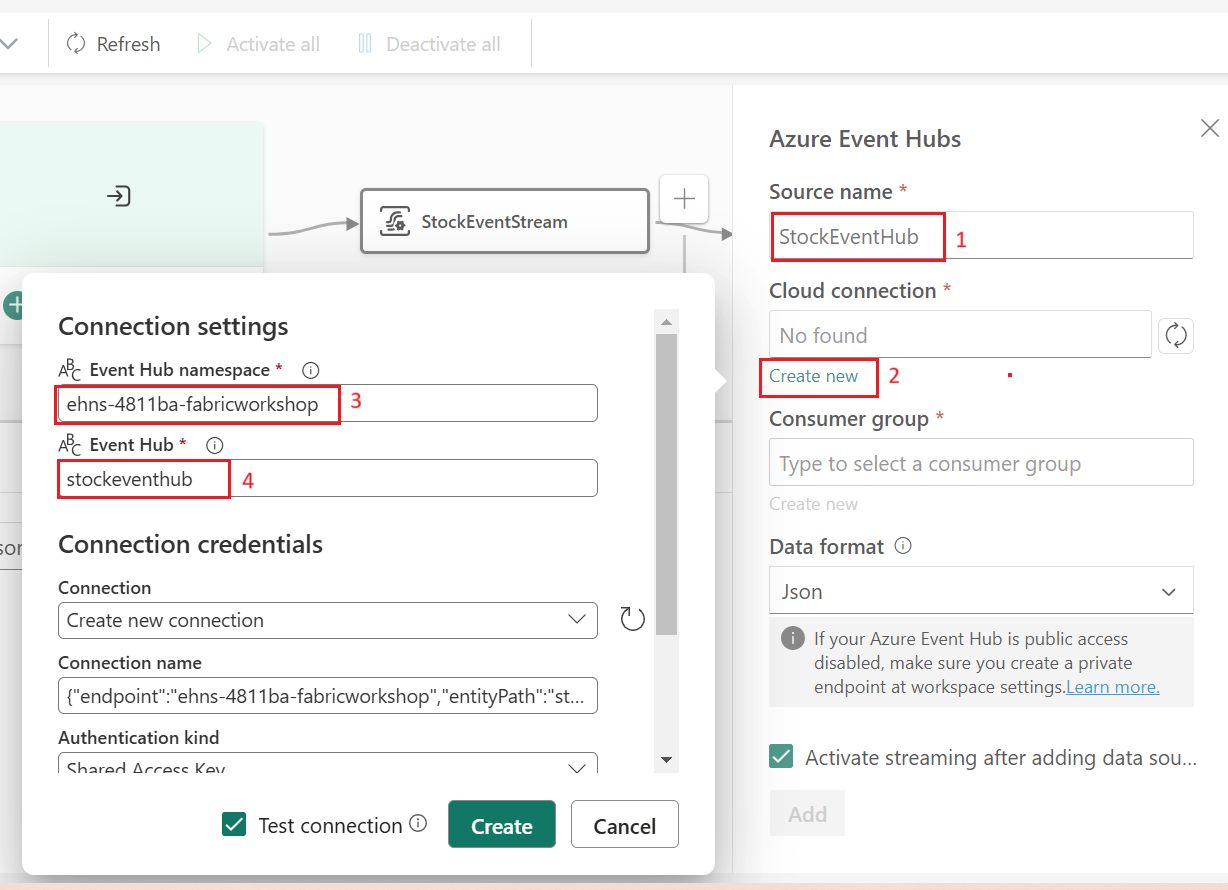 Refresh
Activate all
Deactivate all
StockEventStream
Azure Event Hubs
Source name *
StockEventHub 1
Cloud connection *
No found
Create new 2
Consumer group *
Type to select a consumer group
Create new
Data format
Json
If your Azure Event Hub is public access
disabled, make sure you create a private
endpoint at workspace settings.Learn more.
Activate streaming after adding data sou...
Add
Connection settings
ABC Event Hub namespace *
ehns-4811ba-fabricworkshop 3
ABC Event Hub *
stockeventhub 4
Connection credentials
Connection
Create new connection
Connection name
{"endpoint":"ehns-4811ba-fabricworkshop","entityPath":"st...
Authentication kind
Shared Access Key
Test connection
Create
Cancel